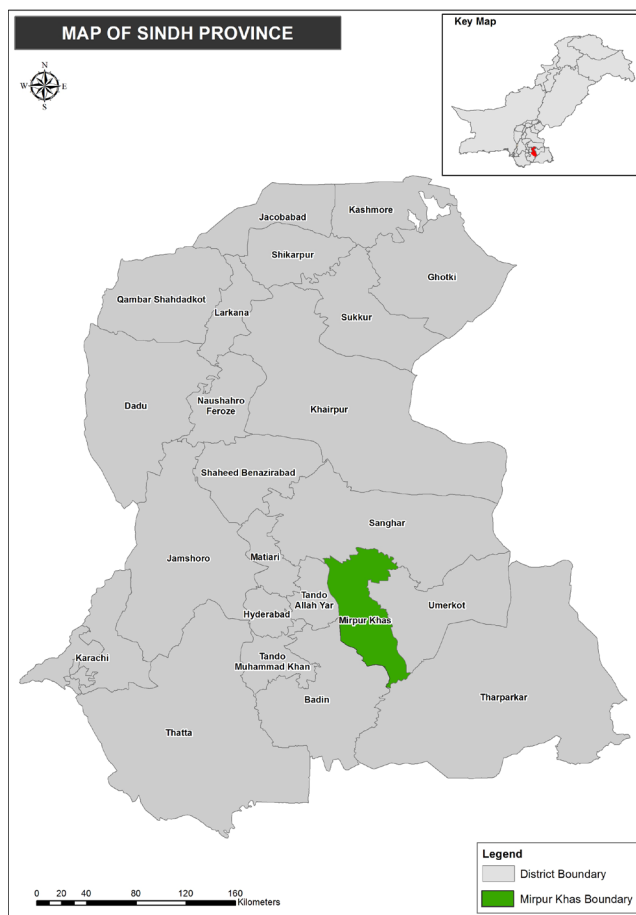 MAP OF SINDH PROVINCE
Key Map
N
W E
S
Kashmore
Jacobabad
Shikarpur
Ghotki
Qambar Shahdadkot
Larkana
Sukkur
Dadu
Naushahro
Feroze
Khairpur
Shaheed Benazirabad
Sanghar
Jamshoro
Matiari
Tando
Allah Yar
Umerkot
Hyderabad
Mirpur Khas
Karachi
Tando
Muhammad Khan
Tharparkar
Badin
Thatta
Legend
District Boundary
Mirpur Khas Boundary
0 10 20 40 80 120 160
Kilometers